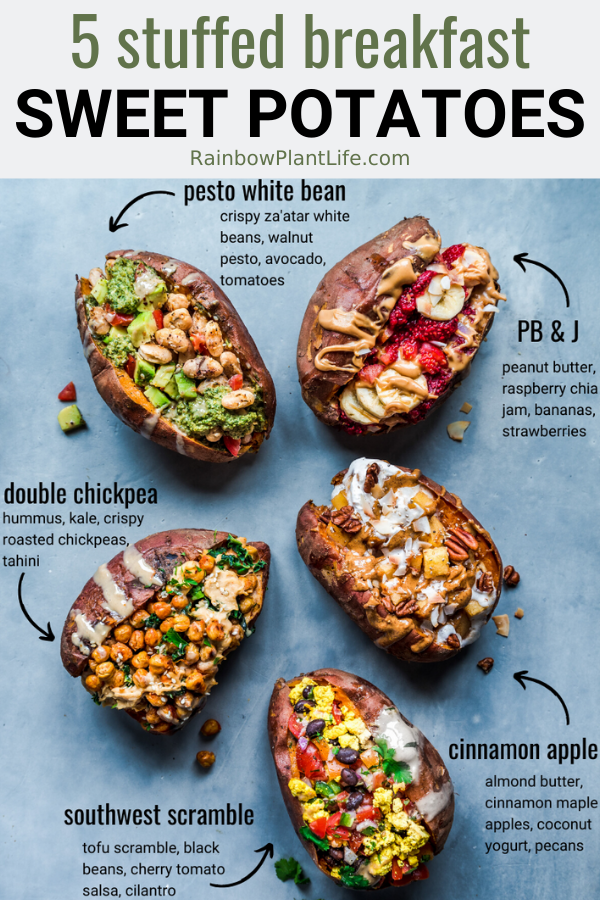 5 stuffed breakfast
SWEET POTATOES
RainbowPlantLife.com
pesto white bean
crispy za'atar white
beans, walnut
pesto, avocado,
tomatoes
PB & J
peanut butter,
raspberry chia
jam, bananas,
strawberries
double chickpea
hummus, kale, crispy
roasted chickpeas,
tahini
cinnamon apple
almond butter,
cinnamon maple
apples, coconut
yogurt, pecans
southwest scramble
tofu scramble, black
beans, cherry tomato
salsa, cilantro